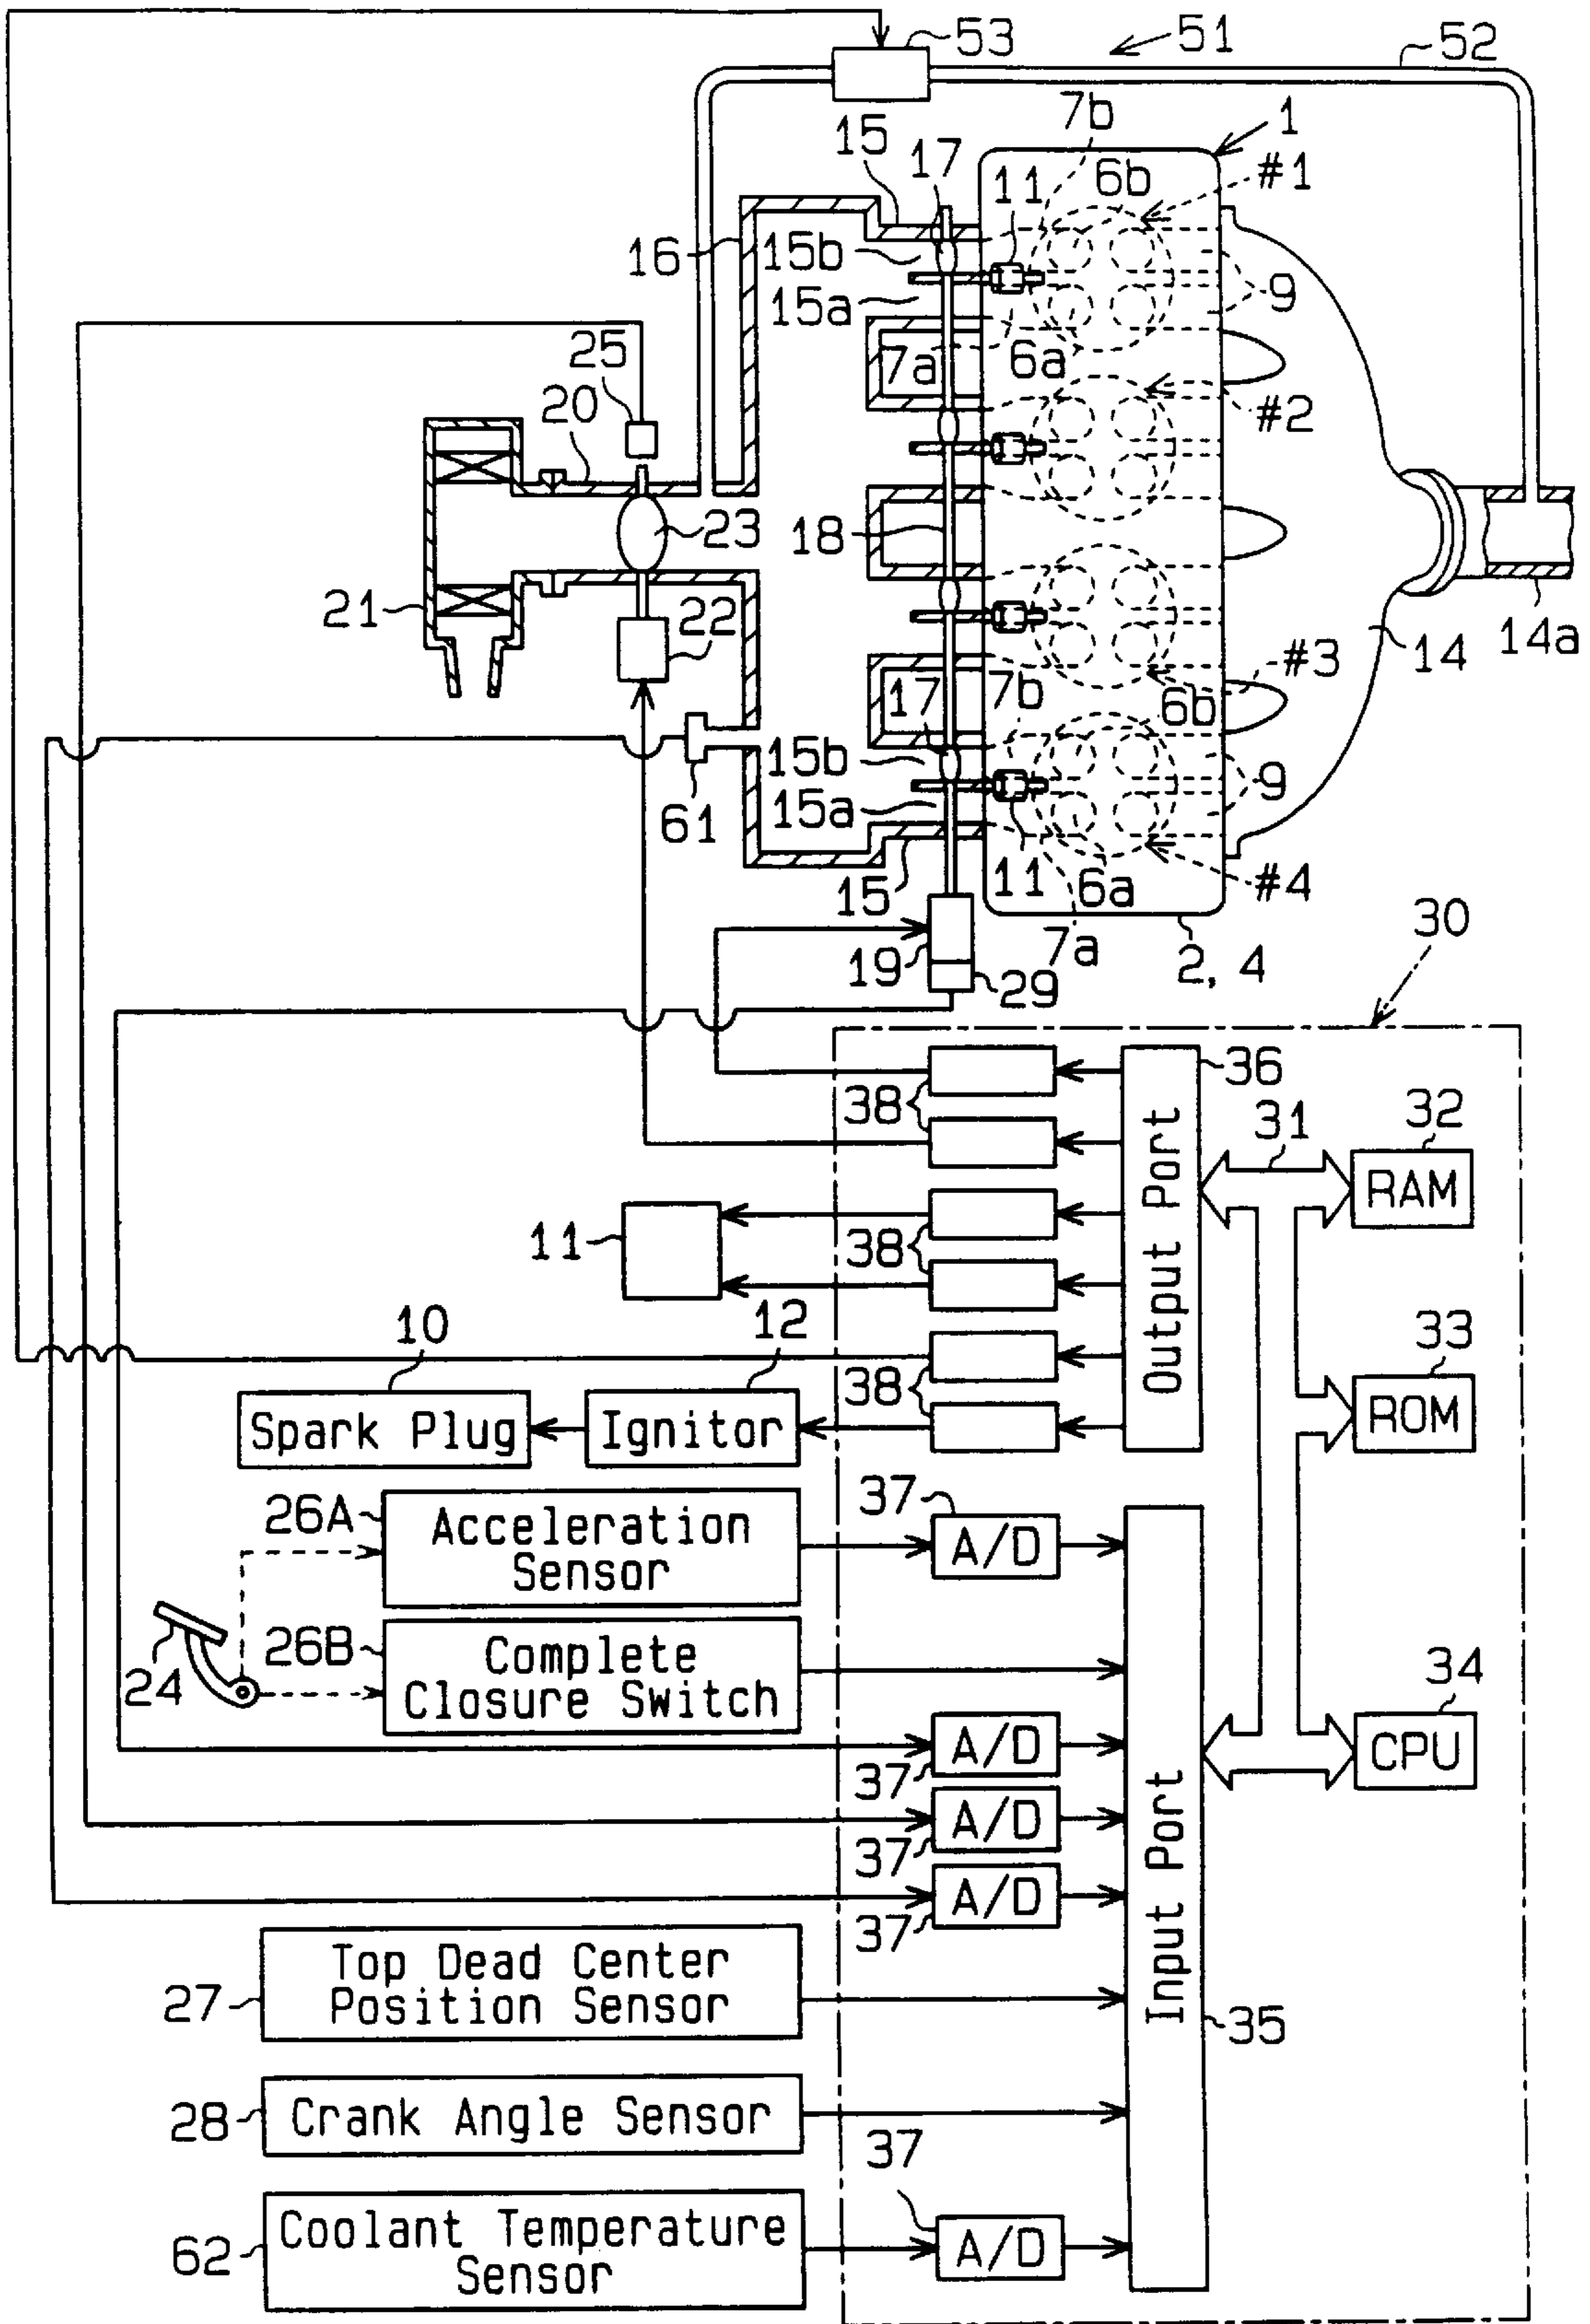 53
51
52
7b
1
15
17
11
6b
#1
16
15b
9
15a
25
7a
6a
20
#2
23
18
21
22
14
14a
#3
17
7b
6b
15b
9
61
15a
11
6a
#4
15
30
19
7a
2, 4
29
36
38
31
32
RAM
Output Port
11
38
10
12
33
38
ROM
Spark Plug
Ignitor
37
26A
Acceleration
Sensor
A/D
24
26B
Complete
Closure Switch
34
A/D
CPU
37
A/D
37
A/D
37
Input Port
Top Dead Center
Position Sensor
27
35
28
Crank Angle Sensor
37
62
Coolant Temperature
Sensor
A/D